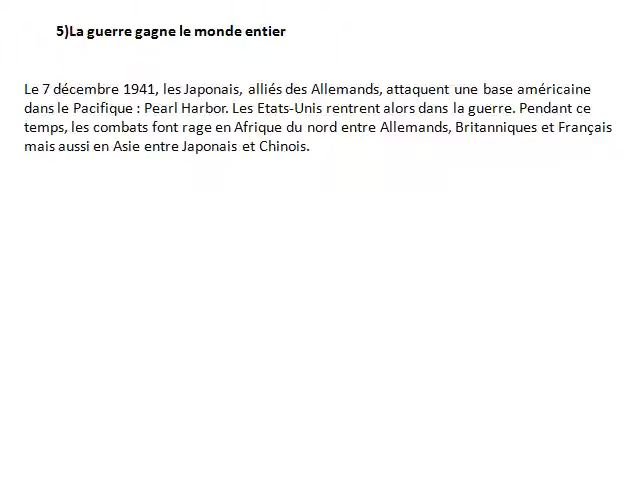 5)La guerre gagne le monde entier
Le 7 décembre 1941, les Japonais, alliés des Allemands, attaquent une base américaine
dans le Pacifique : Pearl Harbor. Les Etats-Unis rentrent alors dans la guerre. Pendant ce
temps, les combats font rage en Afrique du nord entre Allemands, Britanniques et Français
mais aussi en Asie entre Japonais et Chinois.